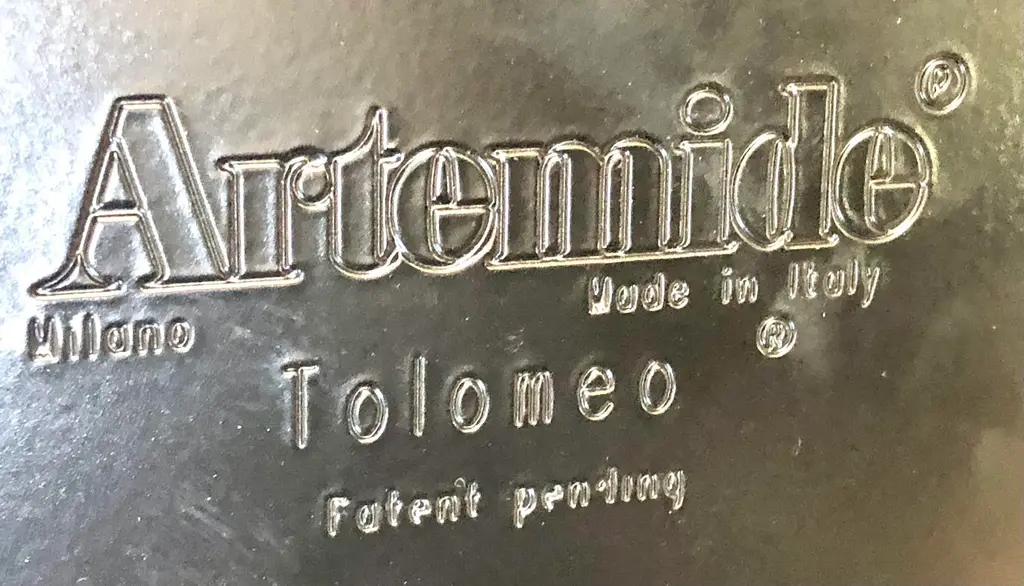 Artemide®
Milano Made in Italy
Tolomeo®
Patent pending